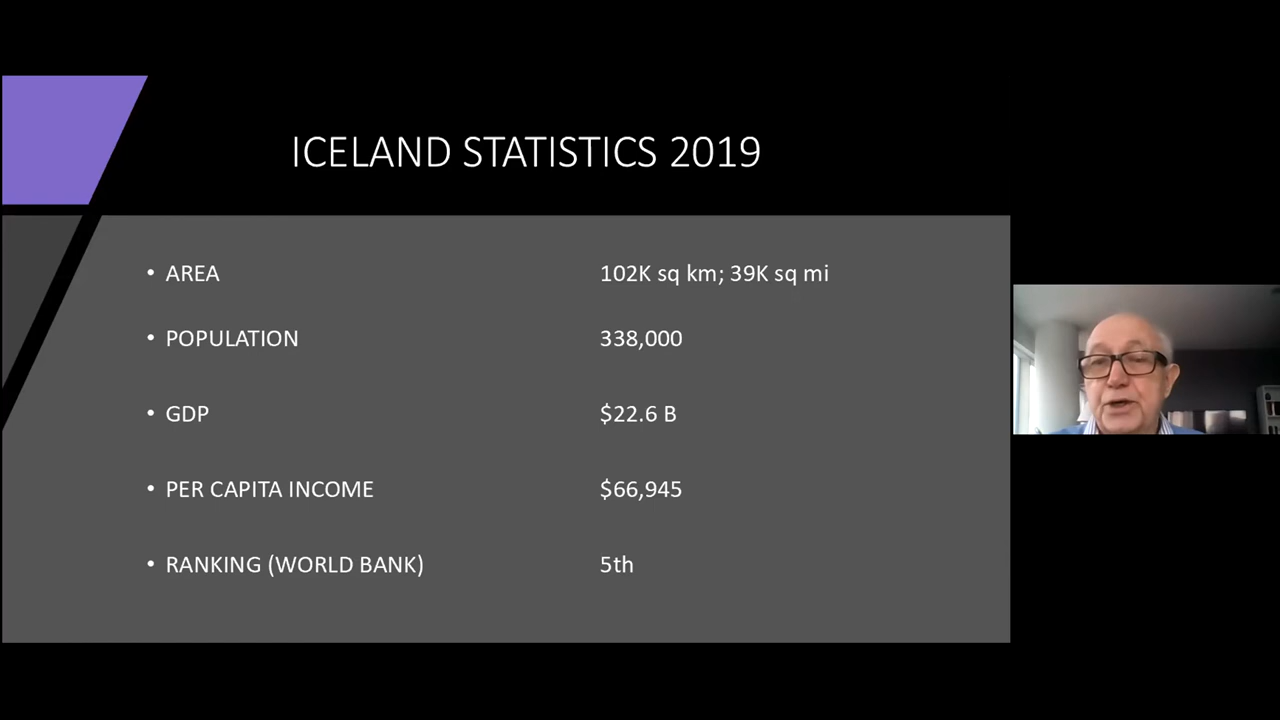 ICELAND STATISTICS 2019
• AREA 102K sq km; 39K sq mi
• POPULATION 338,000
• GDP $22.6 B
• PER CAPITA INCOME $66,945
• RANKING (WORLD BANK) 5th